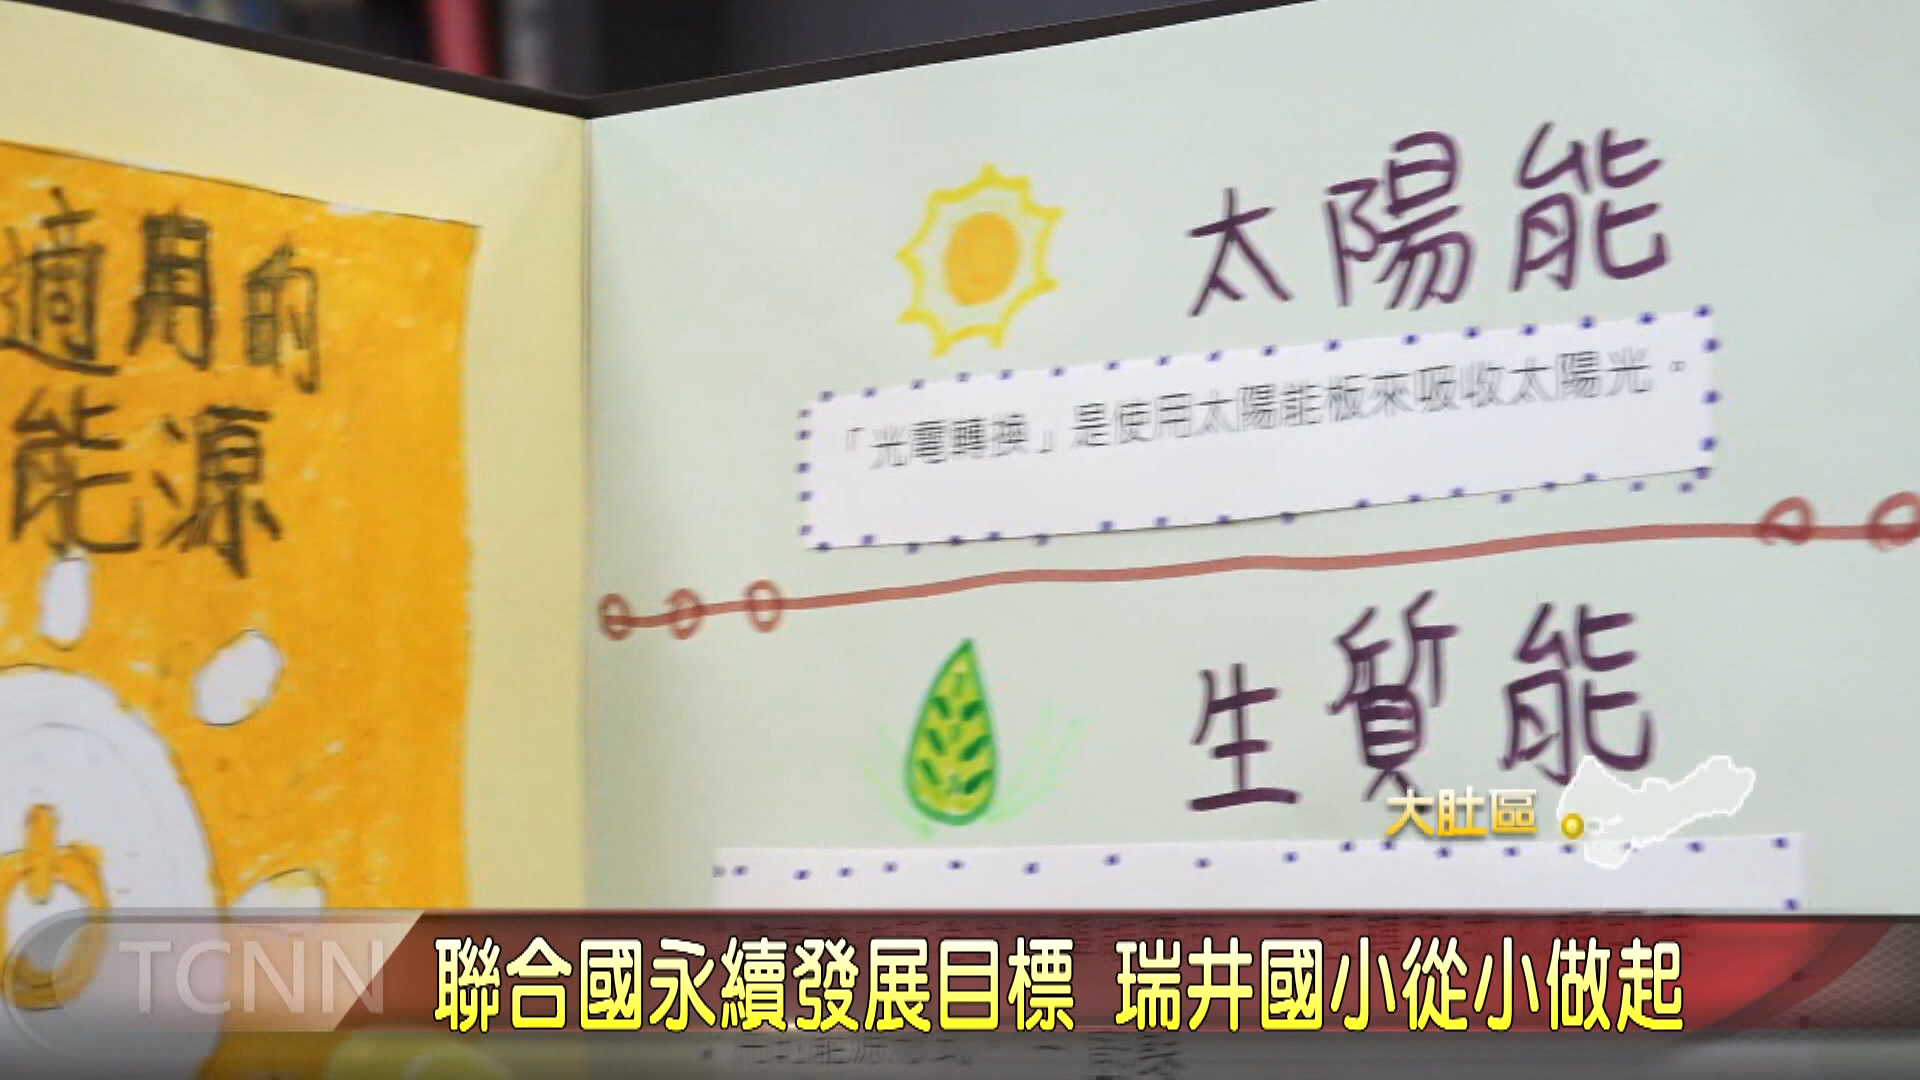 適用的
能源
太陽能
「光電轉換」是使用太陽能板來吸收太陽光。
生質能
大肚區
TCNN
聯合國永續發展目標 瑞井國小從小做起